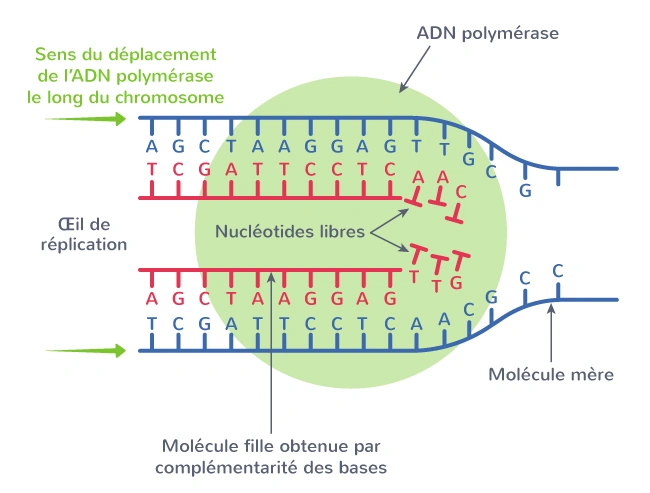 ADN polymérase
Sens du déplacement
de l'ADN polymérase
le long du chromosome
A G C T A A G G A G T T G C G
T C G A T T C C T C A A C
Œil de
réplication
Nucléotides libres
A G C T A A G G A G T T G
T C G A T T C C T C A A C G C C
Molécule mère
Molécule fille obtenue par
complémentarité des bases